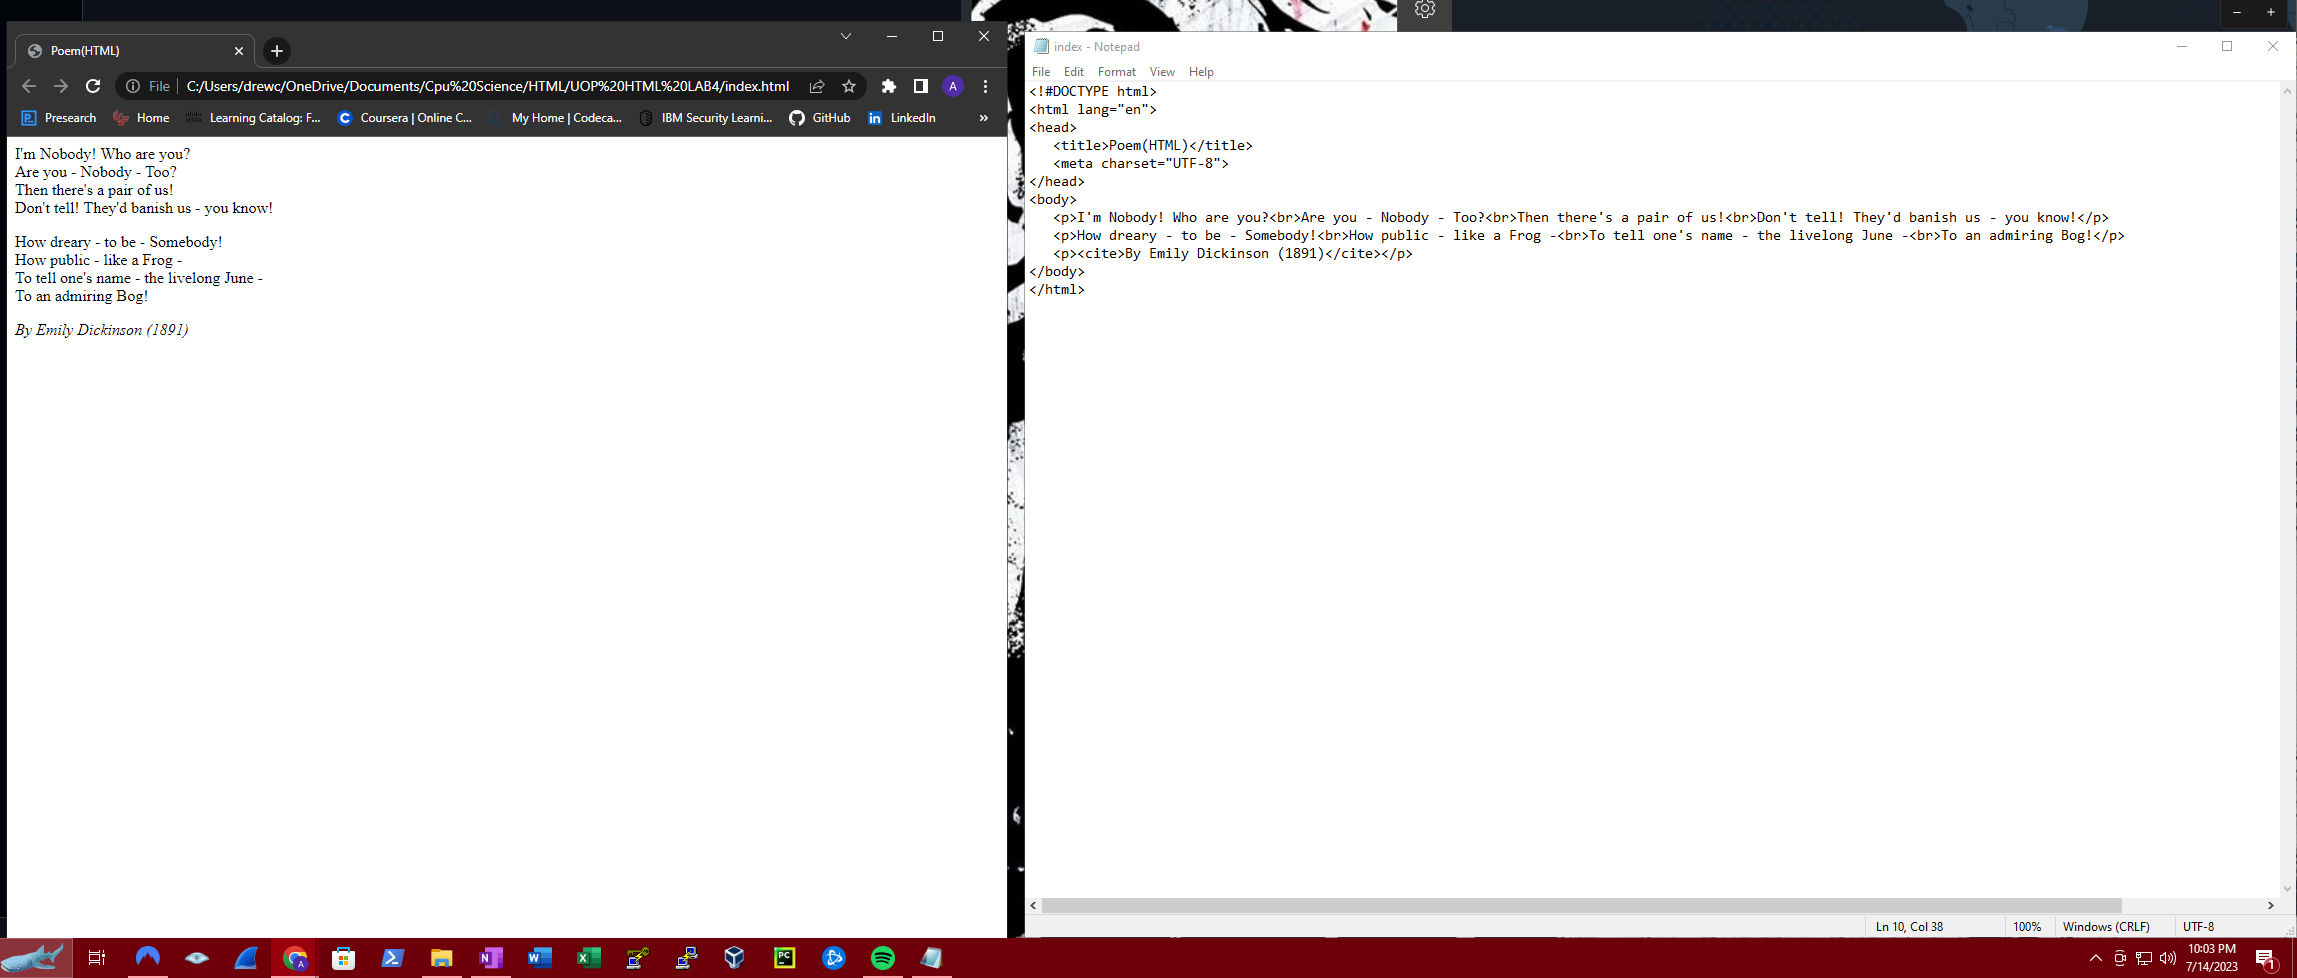 Poem(HTML)
File
C:/Users/drewc/OneDrive/Documents/Cpu%20Science/HTML/UOP%20HTML%20LAB4/index.html
A
Presearch
Home
Learning Catalog: F...
Coursera | Online C...
My Home | Codeca...
IBM Security Learni...
GitHub
LinkedIn
»
I'm Nobody! Who are you?
Are you - Nobody - Too?
Then there's a pair of us!
Don't tell! They'd banish us - you know!
How dreary - to be - Somebody!
How public - like a Frog -
To tell one's name - the livelong June -
To an admiring Bog!
By Emily Dickinson (1891)
index - Notepad
File Edit Format View Help
<!#DOCTYPE html>
<html lang="en">
<head>
<title>Poem(HTML)</title>
<meta charset="UTF-8">
</head>
<body>
<p>I'm Nobody! Who are you?<br>Are you - Nobody - Too?<br>Then there's a pair of us!<br>Don't tell! They'd banish us - you know!</p>
<p>How dreary - to be - Somebody!<br>How public - like a Frog -<br>To tell one's name - the livelong June -<br>To an admiring Bog!</p>
<p><cite>By Emily Dickinson (1891)</cite></p>
</body>
</html>
Ln 10, Col 38 100% Windows (CRLF) UTF-8
10:03 PM
7/14/2023
1